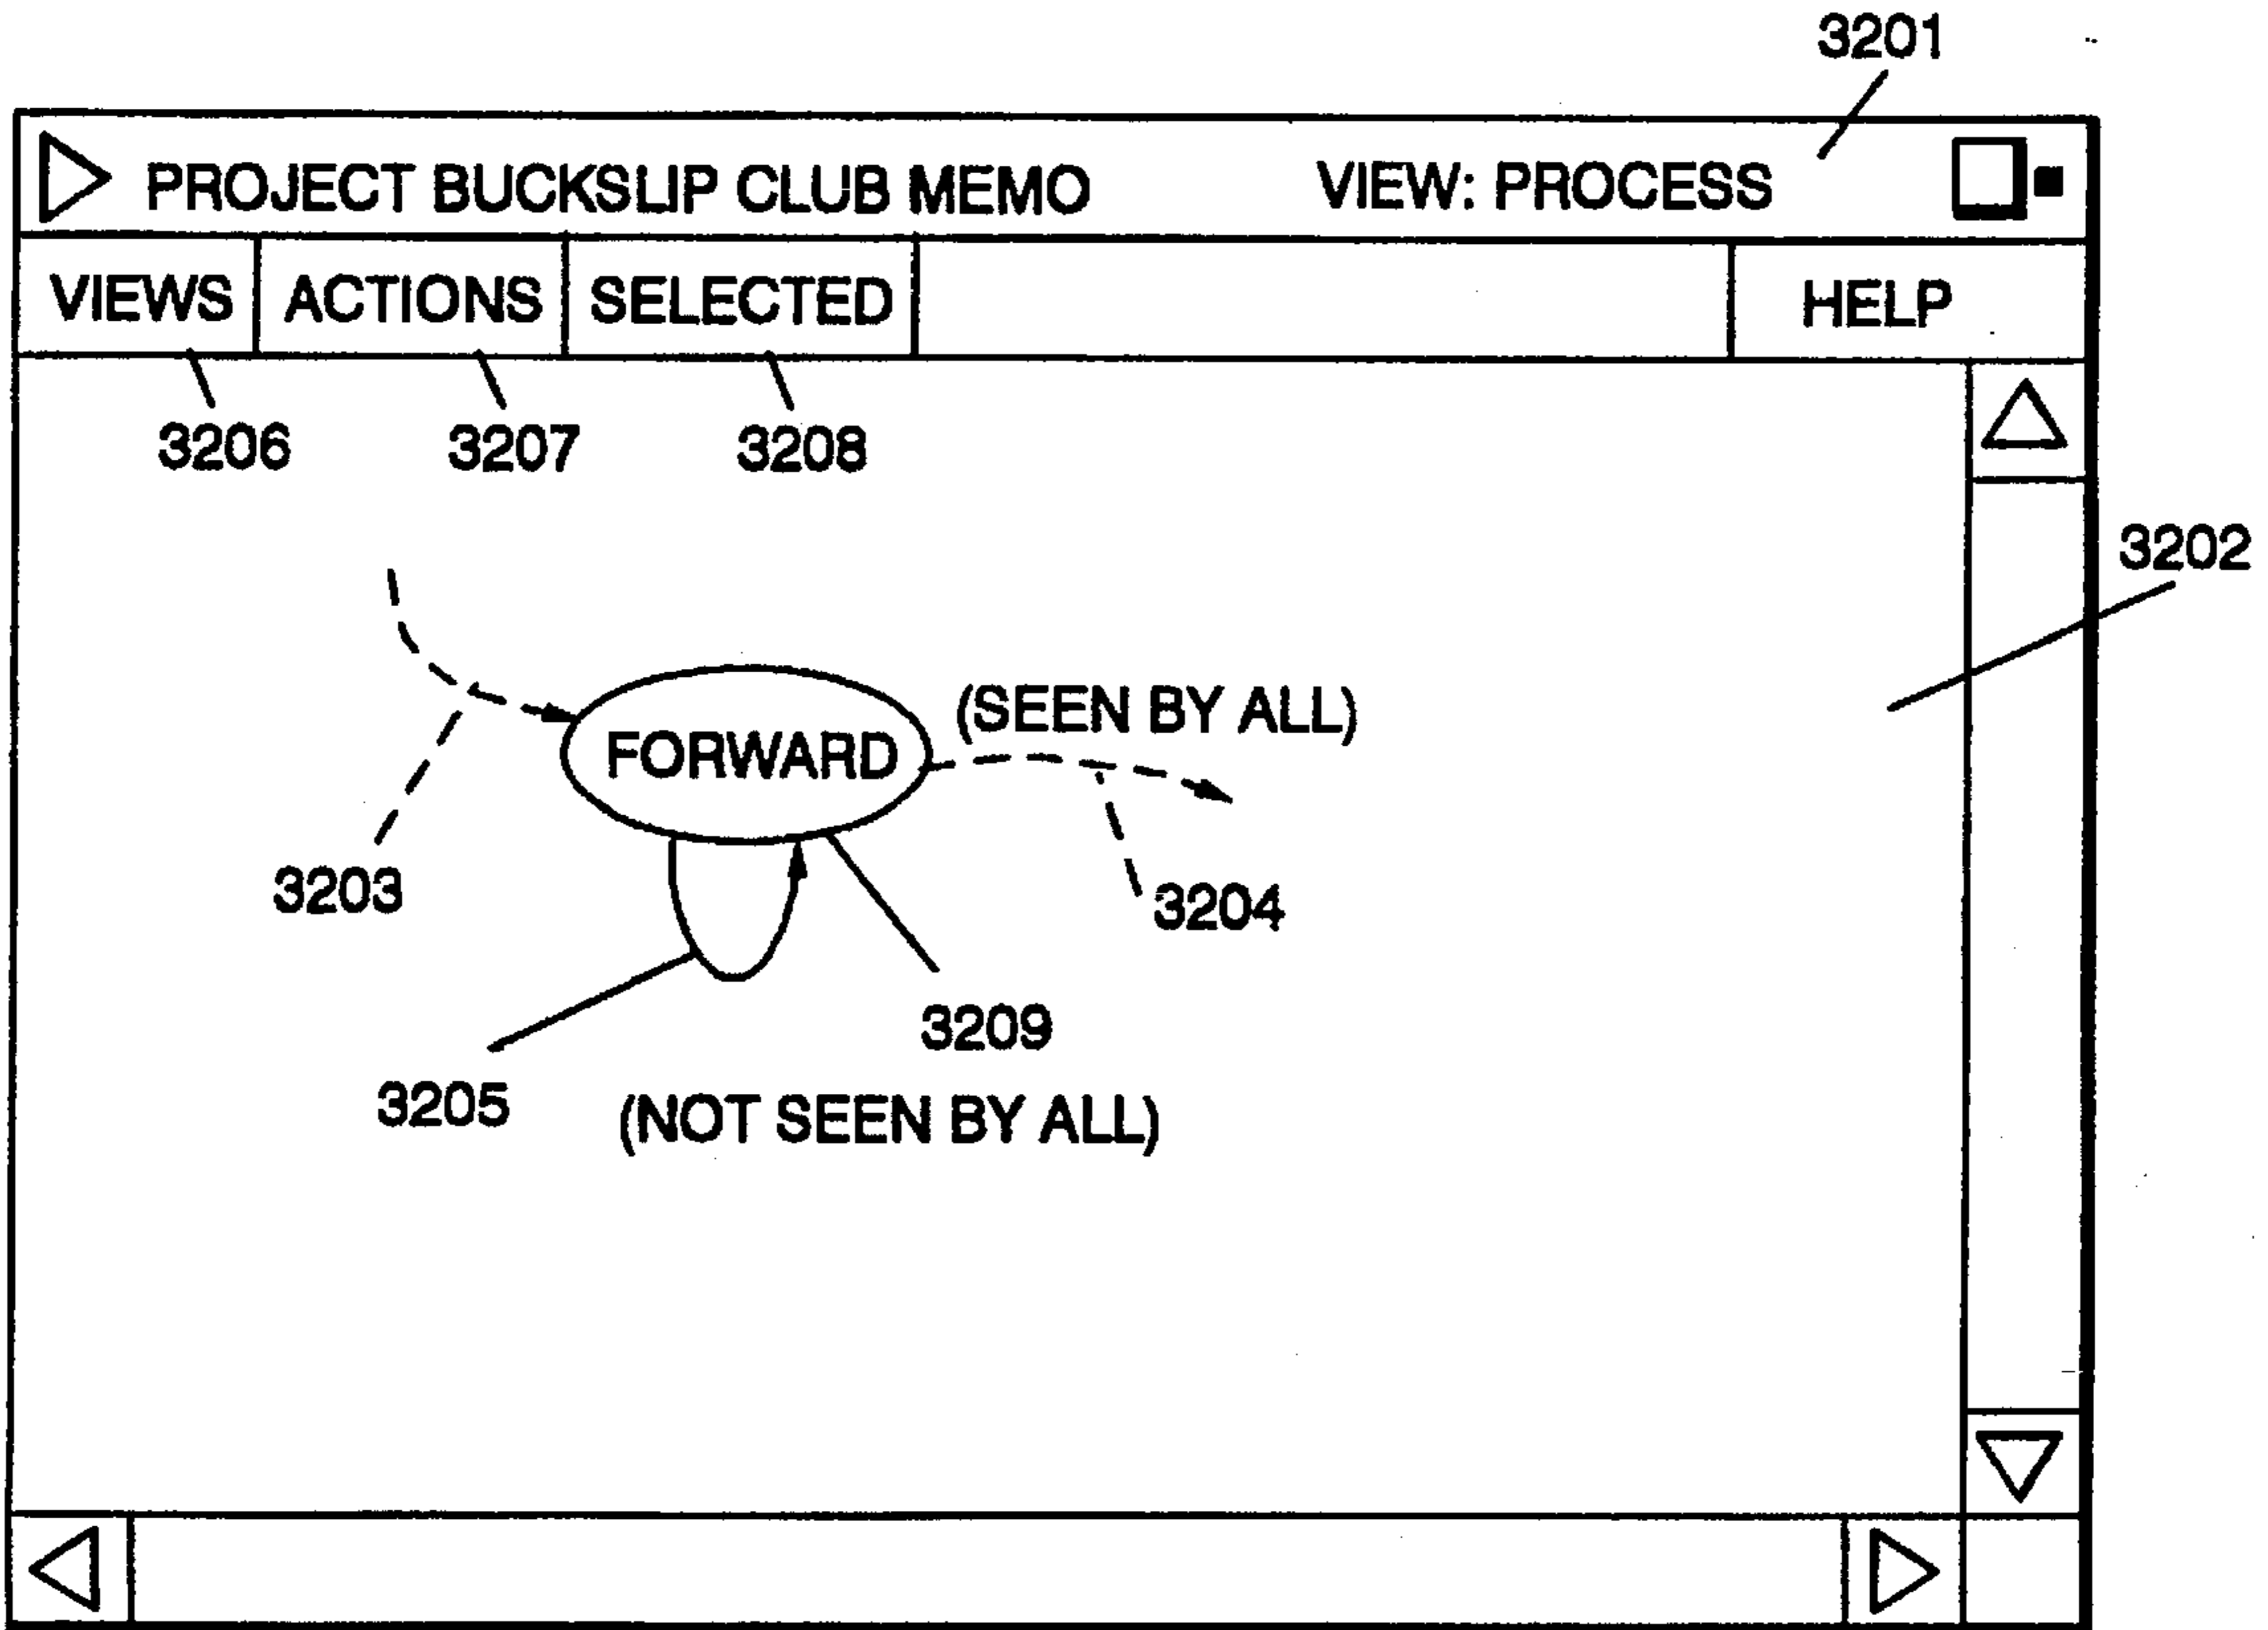 3201
PROJECT BUCKSLIP CLUB MEMO VIEW: PROCESS
VIEWS ACTIONS SELECTED HELP
3206 3207 3208
3202
(SEEN BY ALL)
FORWARD
3203 3204
3209
3205 (NOT SEEN BY ALL)